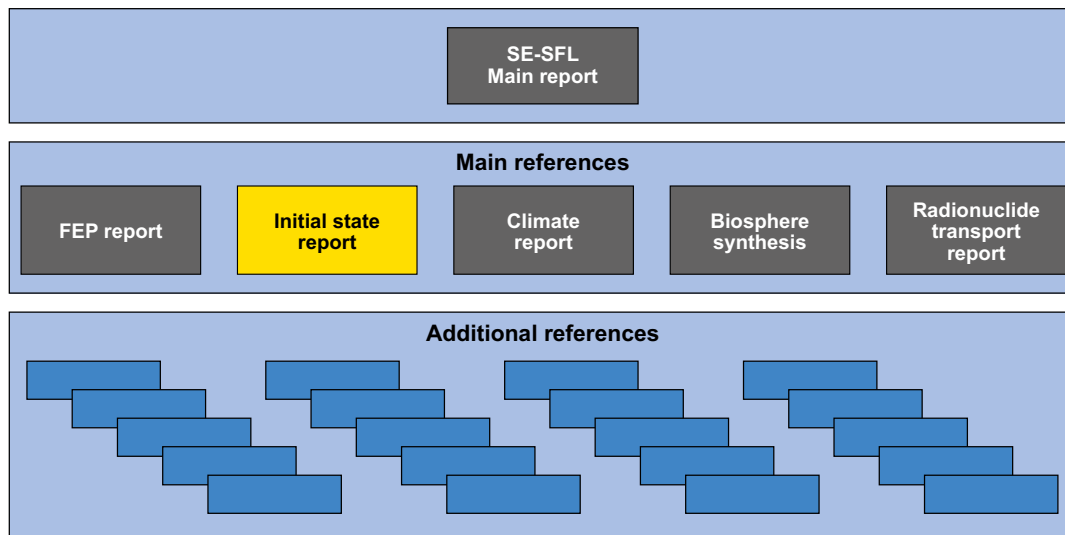 SE-SFL
Main report
Main references
FEP report
Initial state
report
Climate
report
Biosphere
synthesis
Radionuclide
transport
report
Additional references